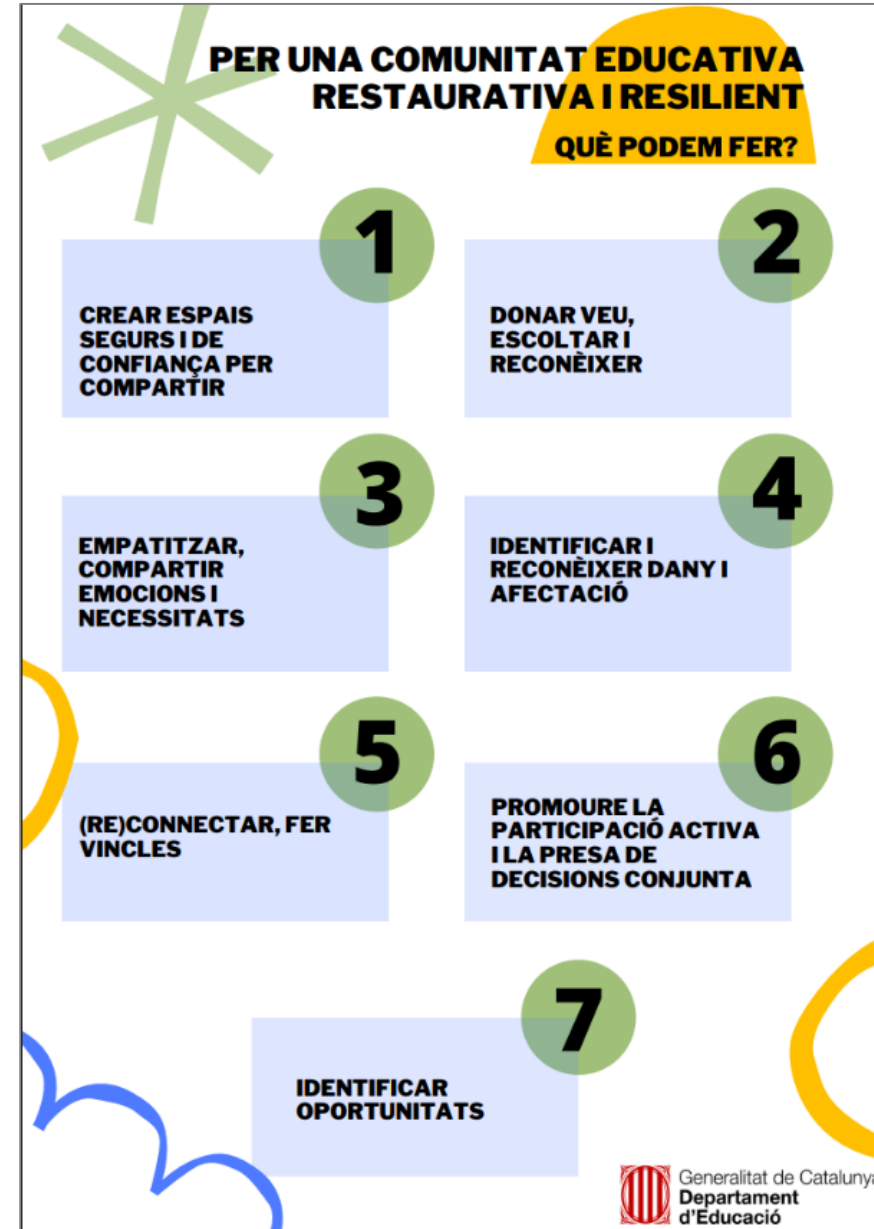 PER UNA COMUNITAT EDUCATIVA
RESTAURATIVA I RESILIENT
QUÈ PODEM FER?
1
CREAR ESPAIS
SEGURS I DE
CONFIANÇA PER
COMPARTIR
2
DONAR VEU,
ESCOLTAR I
RECONÈIXER
3
EMPATITZAR,
COMPARTIR
EMOCIONS I
NECESSITATS
4
IDENTIFICAR I
RECONÈIXER DANY I
AFECTACIÓ
5
(RE)CONNECTAR, FER
VINCLES
6
PROMOURE LA
PARTICIPACIÓ ACTIVA
I LA PRESA DE
DECISIONS CONJUNTA
7
IDENTIFICAR
OPORTUNITATS
Generalitat de Catalunya
Departament
d'Educació